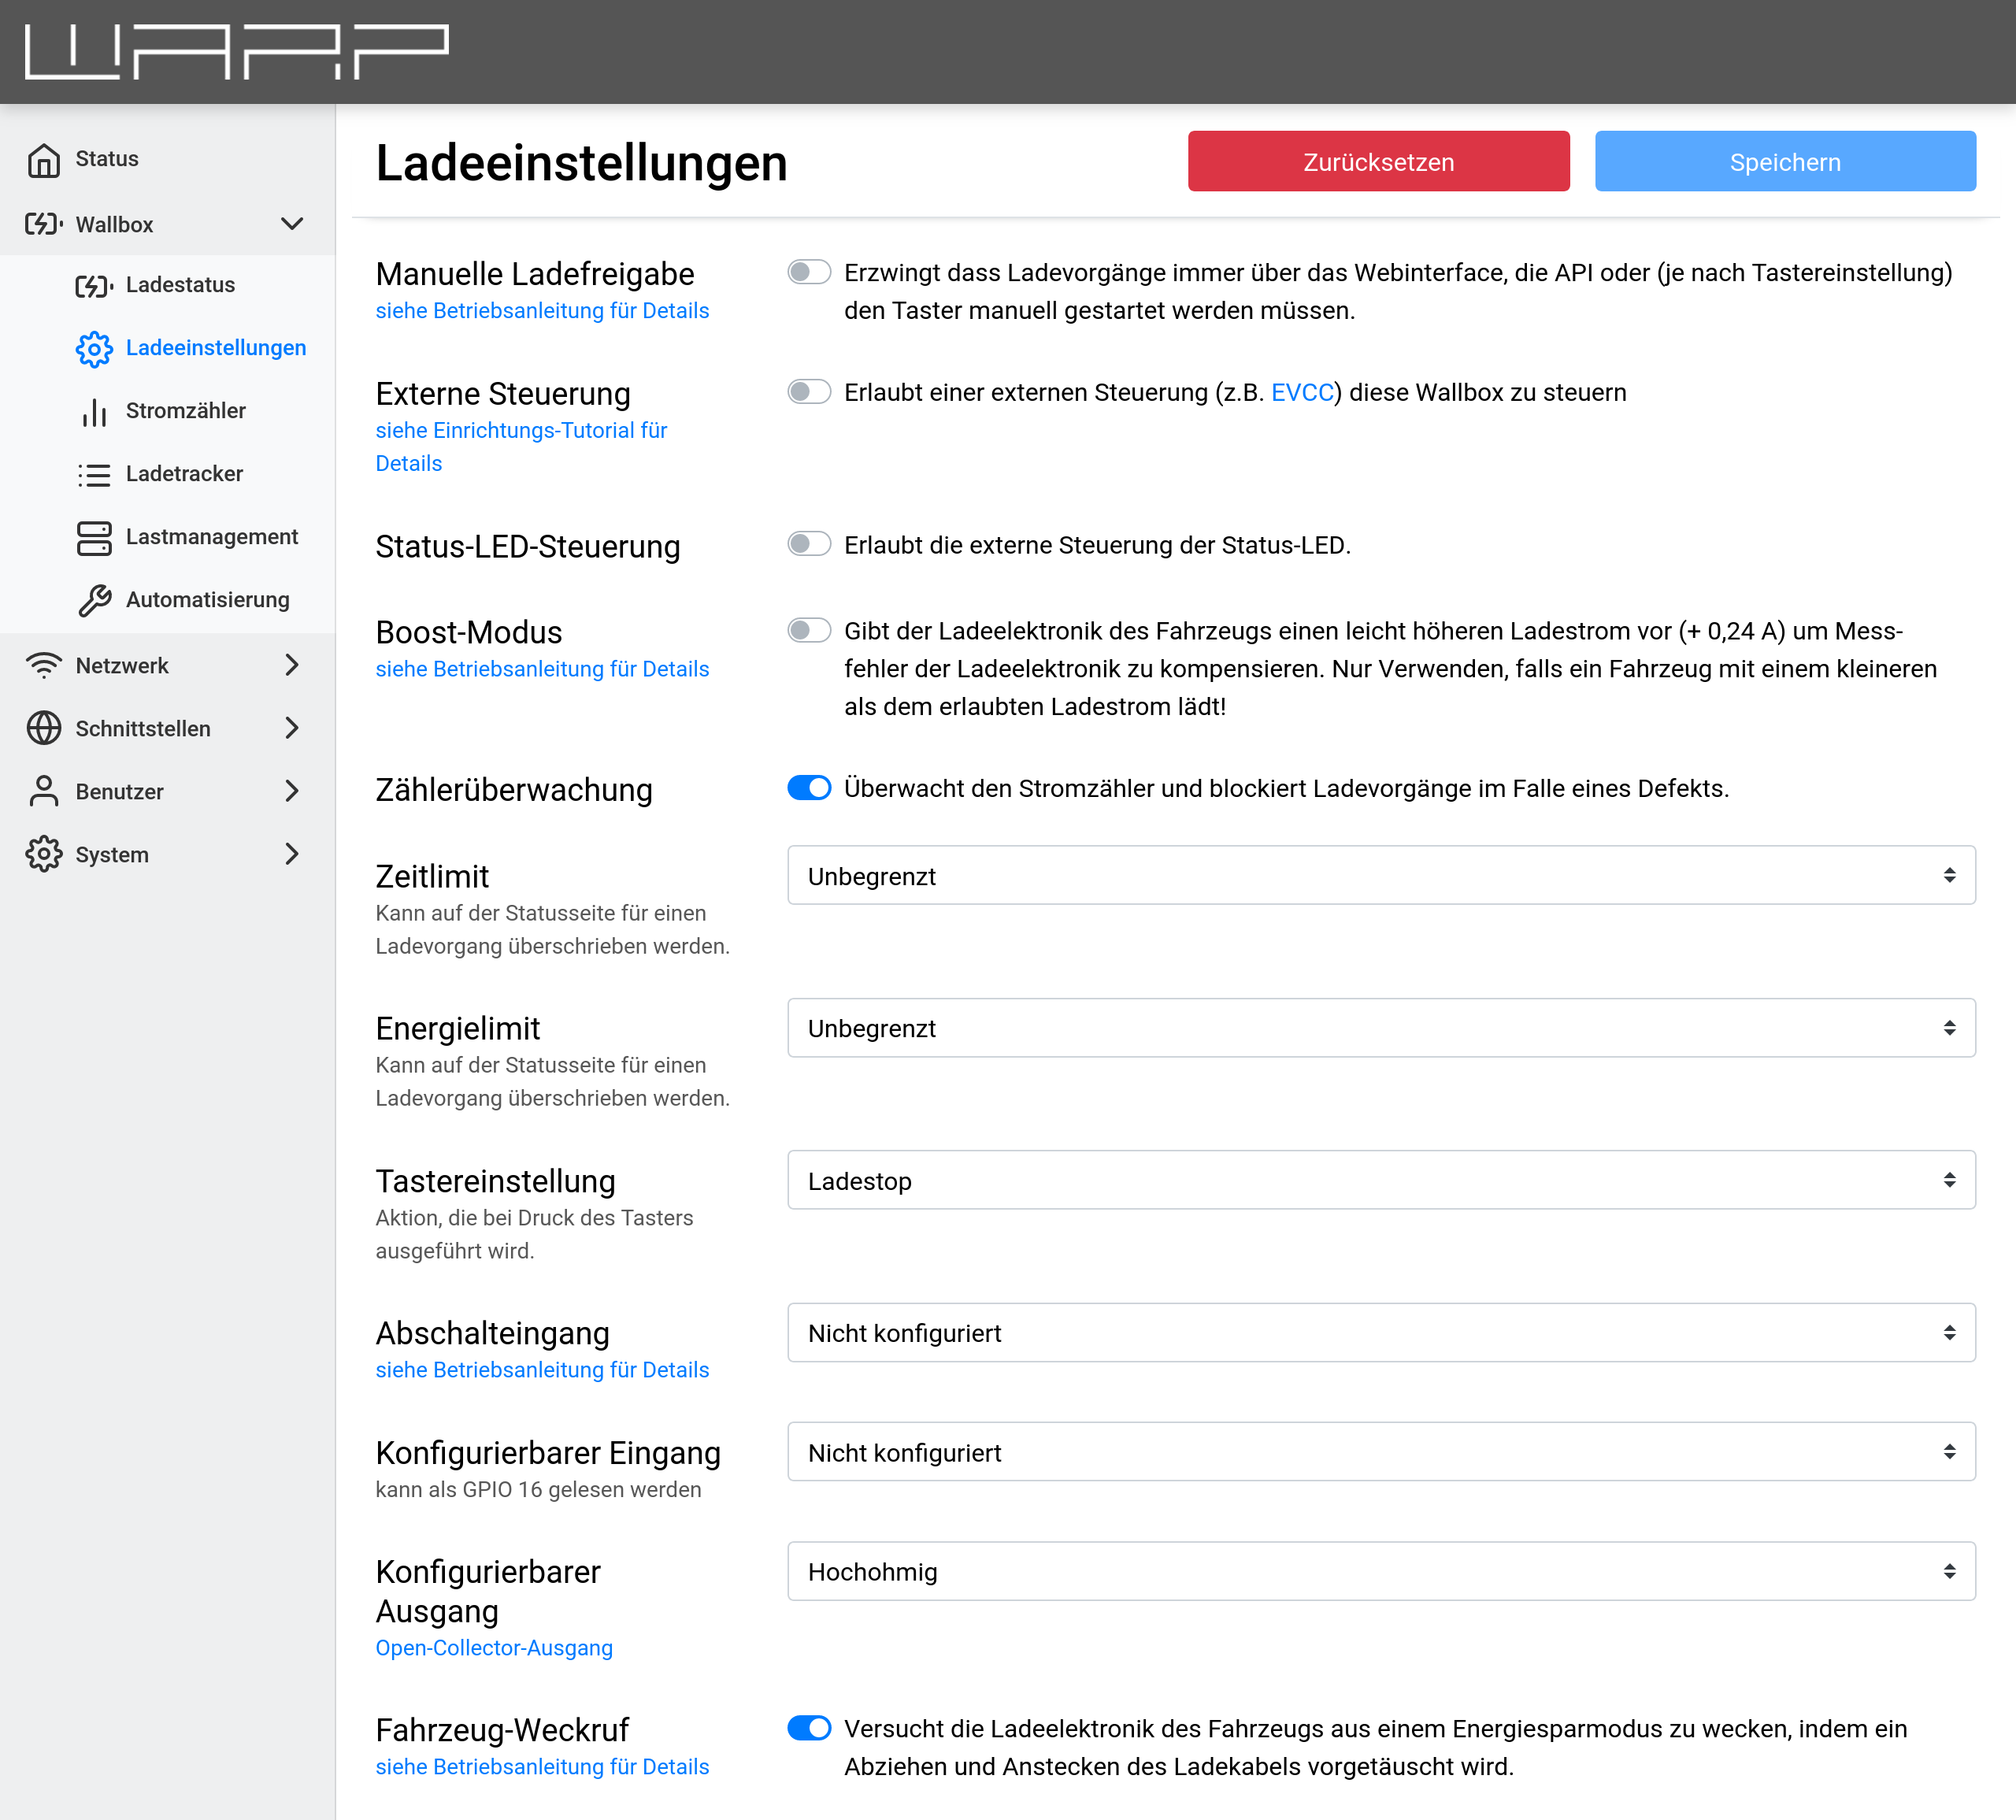 WARP
Status
Wallbox
Ladestatus
Ladeeinstellungen
Stromzähler
Ladetracker
Lastmanagement
Automatisierung
Netzwerk
Schnittstellen
Benutzer
System
Ladeeinstellungen
Zurücksetzen
Speichern
Manuelle Ladefreigabe
siehe Betriebsanleitung für Details
Erzwingt dass Ladevorgänge immer über das Webinterface, die API oder (je nach Tastereinstellung)
den Taster manuell gestartet werden müssen.
Externe Steuerung
siehe Einrichtungs-Tutorial für
Details
Erlaubt einer externen Steuerung (z.B. EVCC) diese Wallbox zu steuern
Status-LED-Steuerung
Erlaubt die externe Steuerung der Status-LED.
Boost-Modus
siehe Betriebsanleitung für Details
Gibt der Ladeelektronik des Fahrzeugs einen leicht höheren Ladestrom vor (+ 0,24 A) um Mess-
fehler der Ladeelektronik zu kompensieren. Nur Verwenden, falls ein Fahrzeug mit einem kleineren
als dem erlaubten Ladestrom lädt!
Zählerüberwachung
Überwacht den Stromzähler und blockiert Ladevorgänge im Falle eines Defekts.
Zeitlimit
Kann auf der Statusseite für einen
Ladevorgang überschrieben werden.
Unbegrenzt
Energielimit
Kann auf der Statusseite für einen
Ladevorgang überschrieben werden.
Unbegrenzt
Tastereinstellung
Aktion, die bei Druck des Tasters
ausgeführt wird.
Ladestop
Abschalteingang
siehe Betriebsanleitung für Details
Nicht konfiguriert
Konfigurierbarer Eingang
kann als GPIO 16 gelesen werden
Nicht konfiguriert
Konfigurierbarer
Ausgang
Open-Collector-Ausgang
Hochohmig
Fahrzeug-Weckruf
siehe Betriebsanleitung für Details
Versucht die Ladeelektronik des Fahrzeugs aus einem Energiesparmodus zu wecken, indem ein
Abziehen und Anstecken des Ladekabels vorgetäuscht wird.